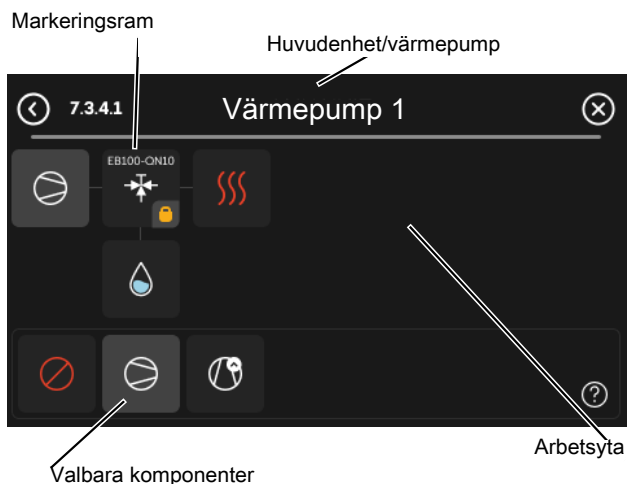 Markeringsram
Huvudenhet/värmepump
7.3.4.1 Värmepump 1
EB100-QN10
?
Arbetsyta
Valbara komponenter